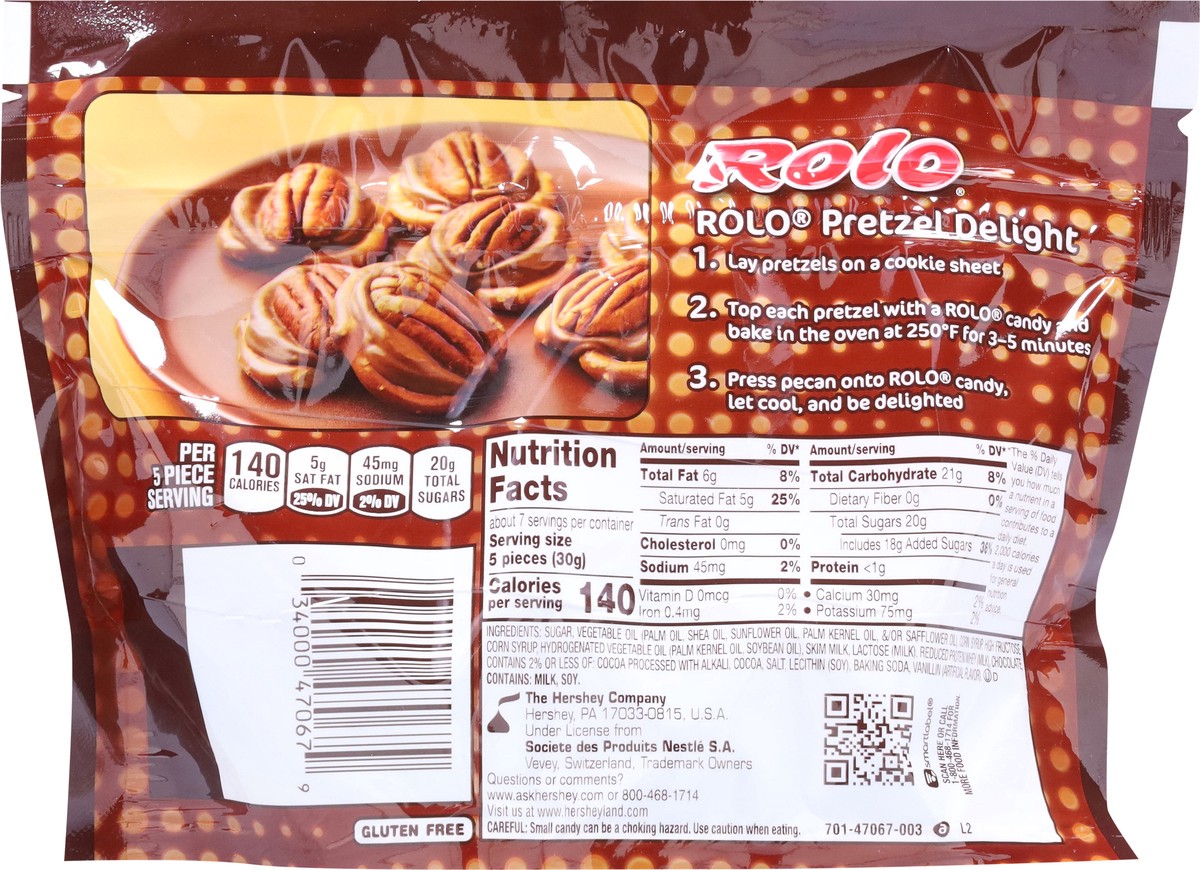 ROLO
ROLO® Pretzel Delight
1. Lay pretzels on a cookie sheet
2. Top each pretzel with a ROLO® candy and
bake in the oven at 250°F for 3–5 minutes
3. Press pecan onto ROLO® candy,
let cool, and be delighted
PER
5 PIECE
SERVING
140
CALORIES
5g
SAT FAT
25% DV
45mg
SODIUM
2% DV
20g
TOTAL
SUGARS
Nutrition
Facts
about 7 servings per container
Serving size
5 pieces (30g)
Calories
per serving 140
Amount/serving % DV*
Total Fat 6g 8%
Saturated Fat 5g 25%
Trans Fat 0g
Cholesterol 0mg 0%
Sodium 45mg 2%
Vitamin D 0mcg 0%
Iron 0.4mg 2%
Amount/serving % DV*
Total Carbohydrate 21g 8%
Dietary Fiber 0g 0%
Total Sugars 20g
Includes 18g Added Sugars 36%
Protein <1g
• Calcium 30mg 2%
• Potassium 75mg 2%
*The % Daily
Value (DV) tells
you how much
a nutrient in a
serving of food
contributes to a
daily diet.
2,000 calories
a day is used
for general
nutrition
advice.
INGREDIENTS: SUGAR, VEGETABLE OIL (PALM OIL, SHEA OIL, SUNFLOWER OIL, PALM KERNEL OIL, &/OR SAFFLOWER OIL), CORN SYRUP, HIGH FRUCTOSE
CORN SYRUP, HYDROGENATED VEGETABLE OIL (PALM KERNEL OIL, SOYBEAN OIL), SKIM MILK, LACTOSE (MILK), REDUCED PROTEIN WHEY (MILK), CHOCOLATE,
CONTAINS 2% OR LESS OF: COCOA PROCESSED WITH ALKALI, COCOA, SALT, LECITHIN (SOY), BAKING SODA, VANILLIN (ARTIFICIAL FLAVOR). Ⓤ D
CONTAINS: MILK, SOY.
The Hershey Company
Hershey, PA 17033-0815, U.S.A.
Under License from
Societe des Produits Nestlé S.A.
Vevey, Switzerland, Trademark Owners
Questions or comments?
www.askhershey.com or 800-468-1714
Visit us at www.hersheyland.com
CAREFUL: Small candy can be a choking hazard. Use caution when eating.
smartlabel®
SCAN HERE OR CALL
1-800-468-1714 FOR
MORE FOOD INFORMATION
701-47067-003 L2
0 34000 47067 9
GLUTEN FREE